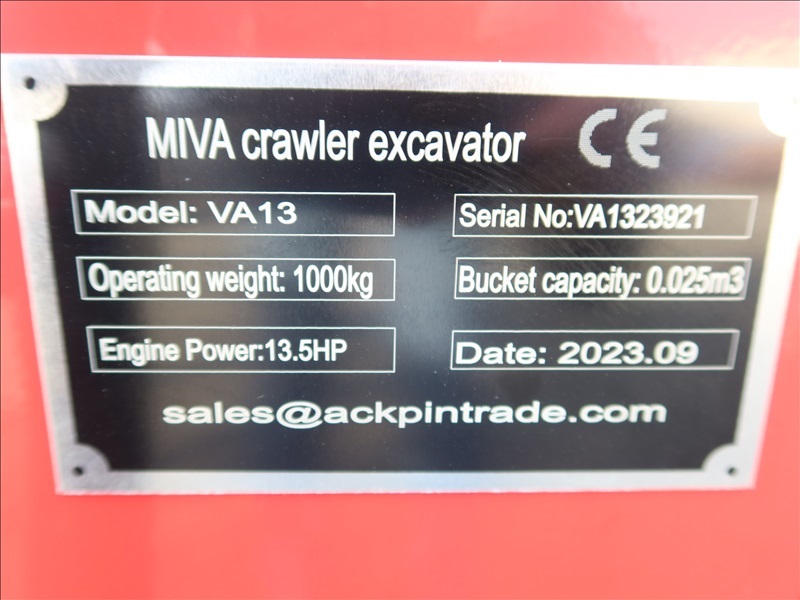 MIVA crawler excavator CE
Model: VA13
Serial No:VA1323921
Operating weight: 1000kg
Bucket capacity: 0.025m3
Engine Power:13.5HP
Date: 2023.09
sales@ackpintrade.com